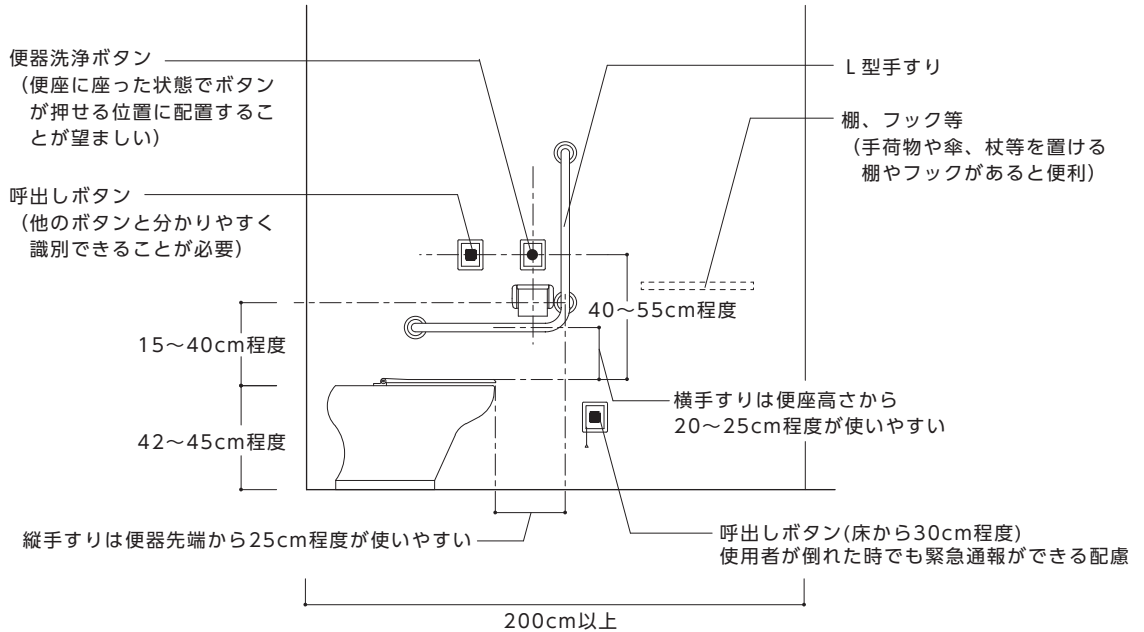 便器洗浄ボタン
（便座に座った状態でボタン
が押せる位置に配置するこ
とが望ましい）
呼出しボタン
（他のボタンと分かりやすく
識別できることが必要）
15～40cm程度
42～45cm程度
縦手すりは便器先端から25cm程度が使いやすい
L型手すり
棚、フック等
（手荷物や傘、杖等を置ける
棚やフックがあると便利）
40～55cm程度
横手すりは便座高さから
20～25cm程度が使いやすい
呼出しボタン(床から30cm程度)
使用者が倒れた時でも緊急通報ができる配慮
200cm以上